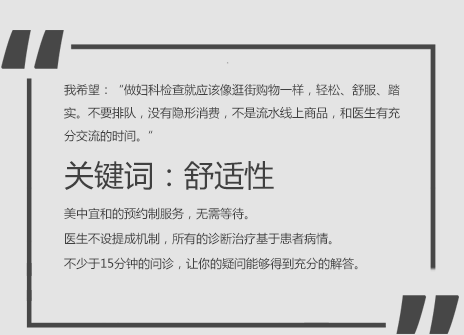 我希望：“做妇科检查就应该像逛街购物一样，轻松、舒服、踏
实。不要排队，没有隐形消费，不是流水线上商品，和医生有充
分交流的时间。”
关键词：舒适性
美中宜和的预约制服务，无需等待。
医生不设提成机制，所有的诊断治疗基于患者病情。
不少于15分钟的问诊，让你的疑问能够得到充分的解答。